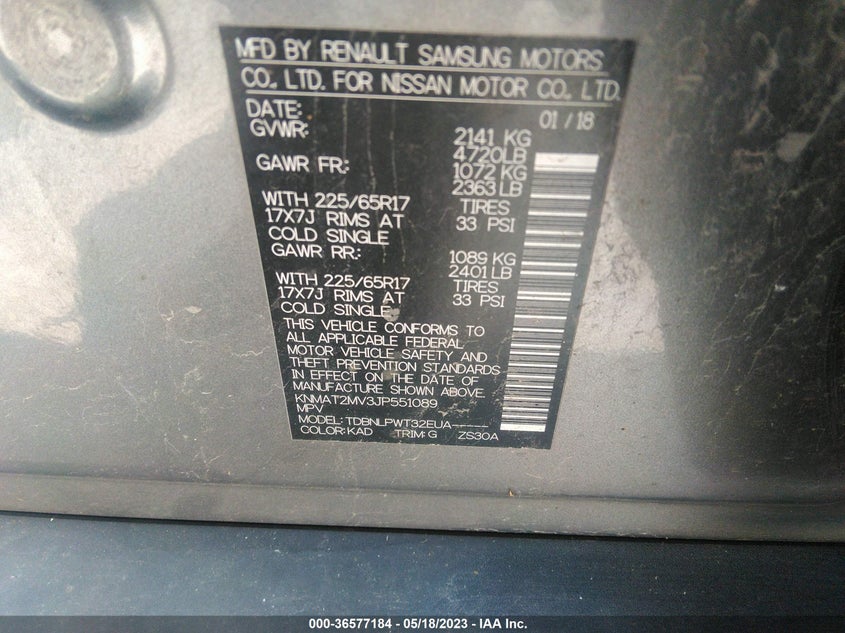 MFD BY RENAULT SAMSUNG MOTORS
CO., LTD. FOR NISSAN MOTOR CO., LTD.
DATE: 01/18
GVWR: 2141 KG
4720LB
GAWR FR: 1072 KG
2363 LB
WITH 225/65R17 TIRES
17X7J RIMS AT 33 PSI
COLD SINGLE
GAWR RR: 1089 KG
2401 LB
WITH 225/65R17 TIRES
17X7J RIMS AT 33 PSI
COLD SINGLE
THIS VEHICLE CONFORMS TO
ALL APPLICABLE FEDERAL
MOTOR VEHICLE SAFETY AND
THEFT PREVENTION STANDARDS
IN EFFECT ON THE DATE OF
MANUFACTURE SHOWN ABOVE.
KNMAT2MV3JP551089
MPV
MODEL: TDBNLPWT32EUA-----
COLOR: KAD TRIM: G ZS30A
000-36577184 - 05/18/2023 - IAA Inc.